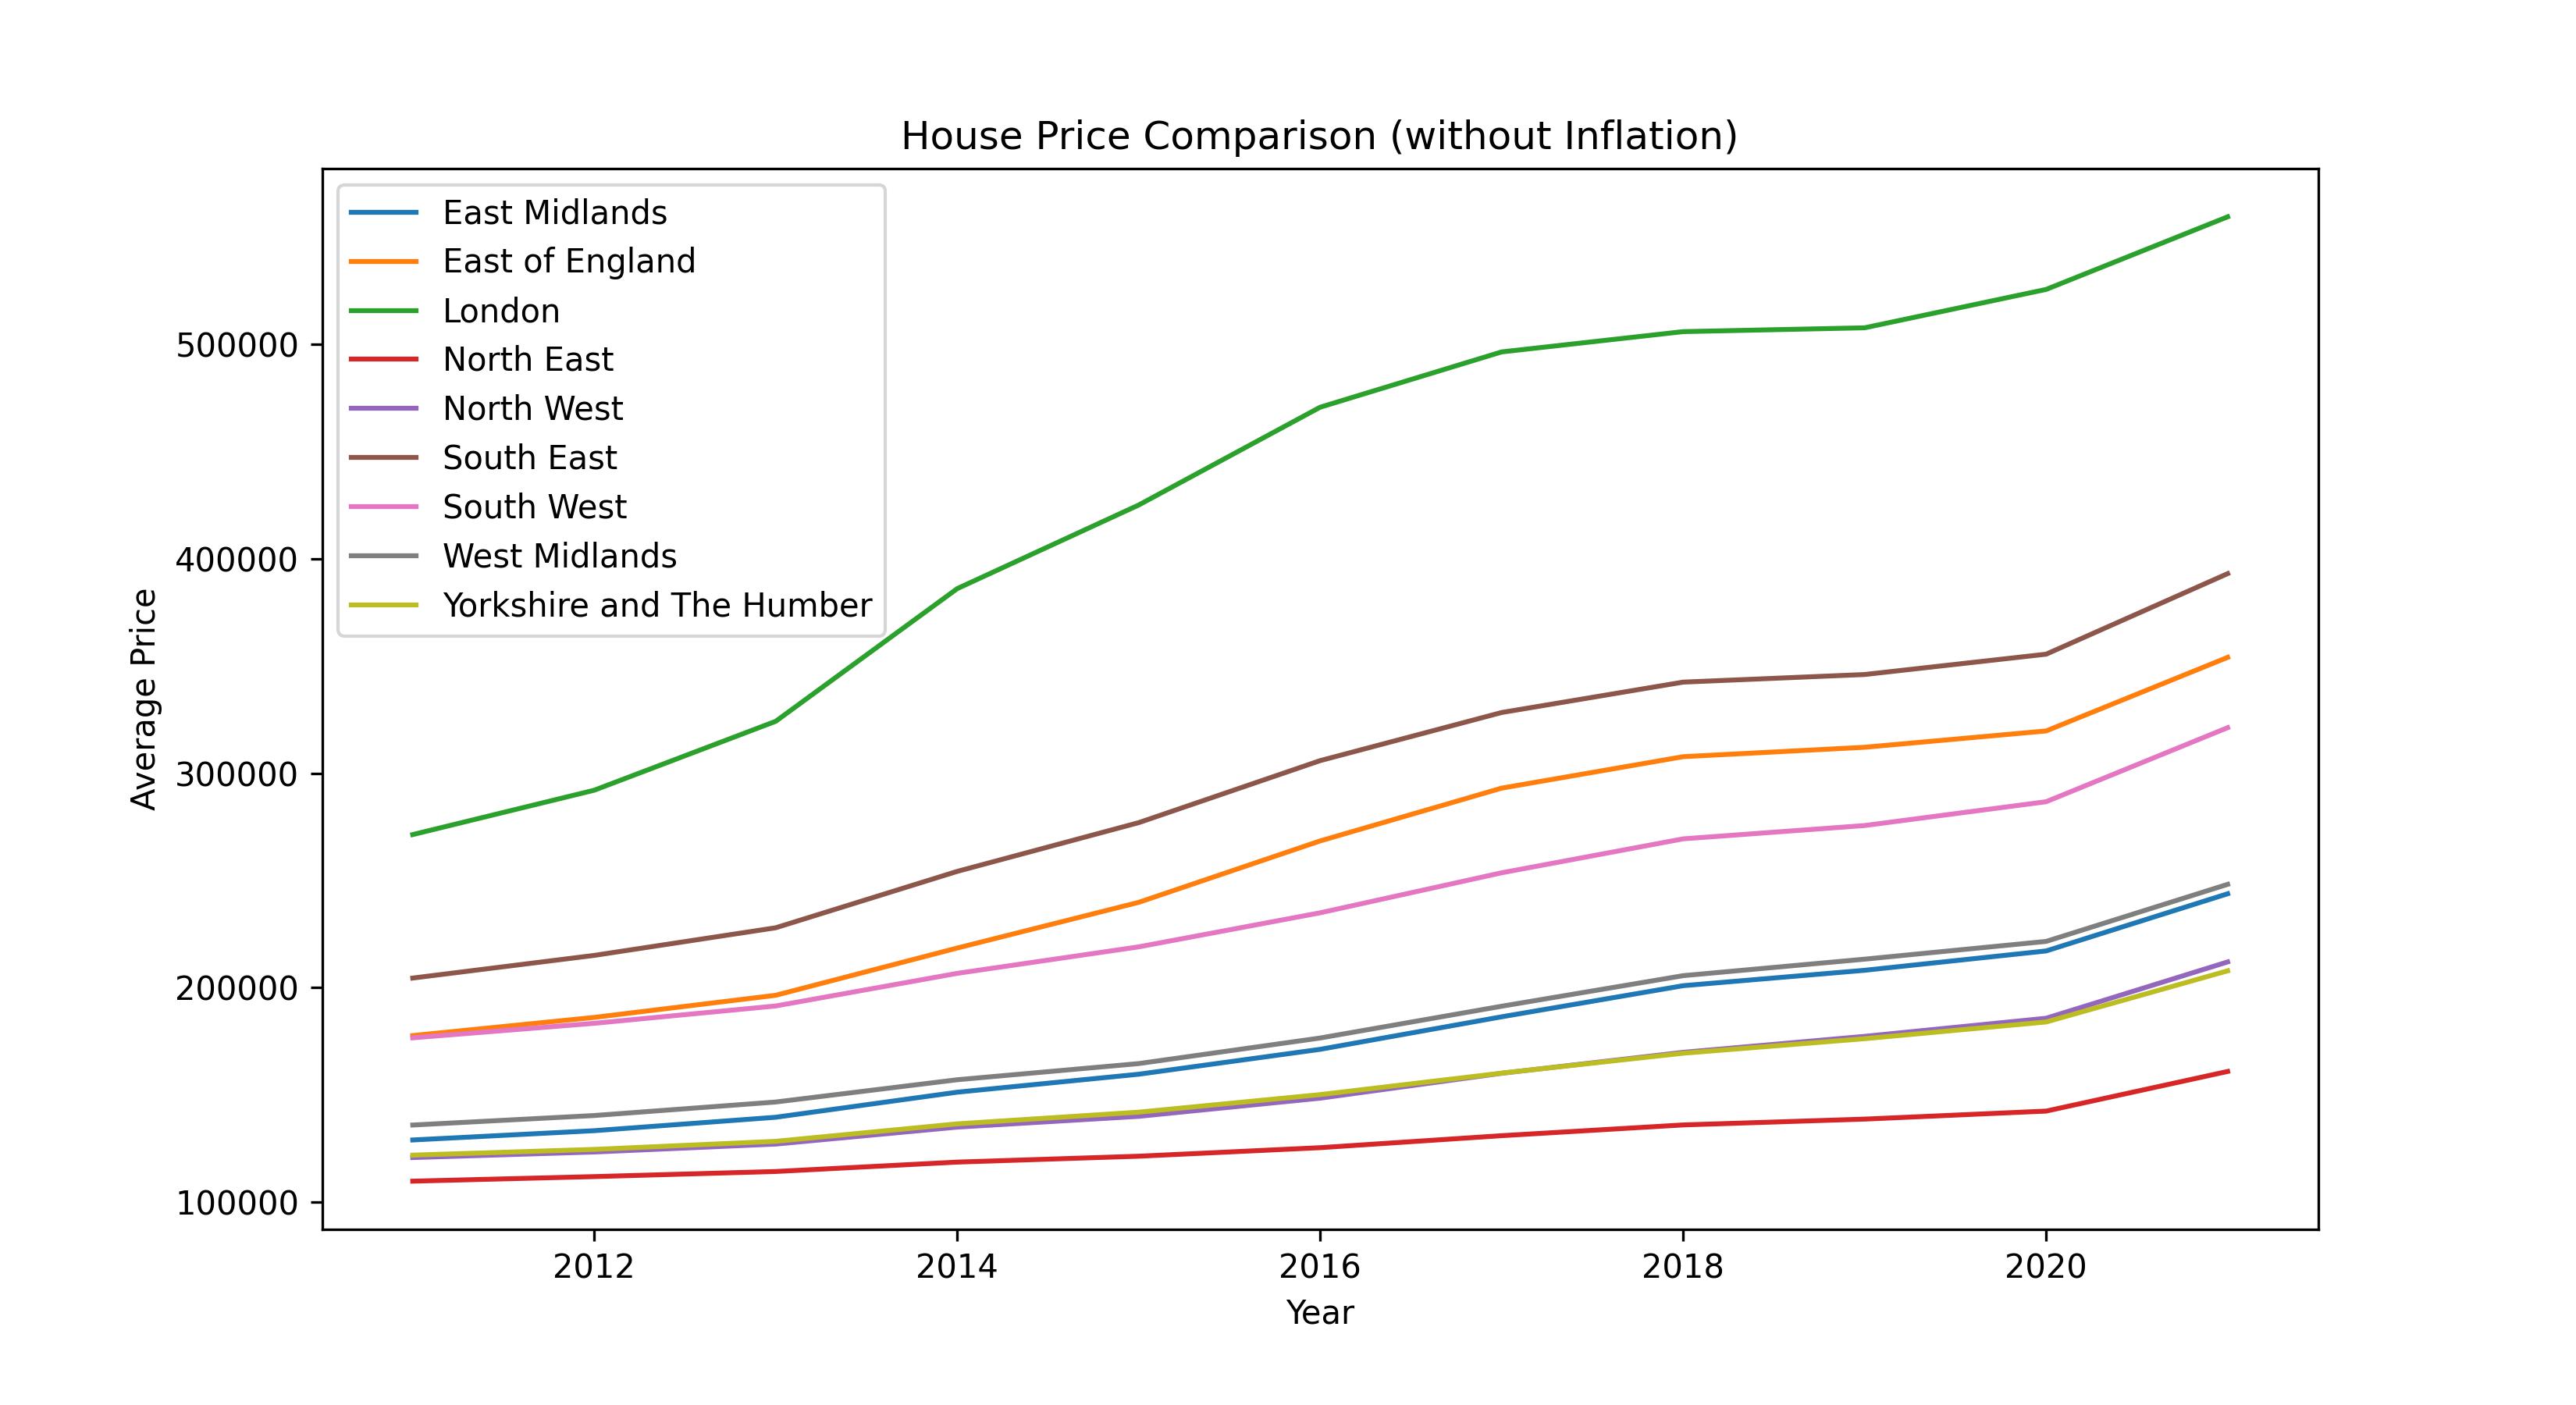 House Price Comparison (without Inflation)
East Midlands
East of England
London
North East
North West
South East
South West
West Midlands
Yorkshire and The Humber
Average Price
500000
400000
300000
200000
100000
2012 2014 2016 2018 2020
Year